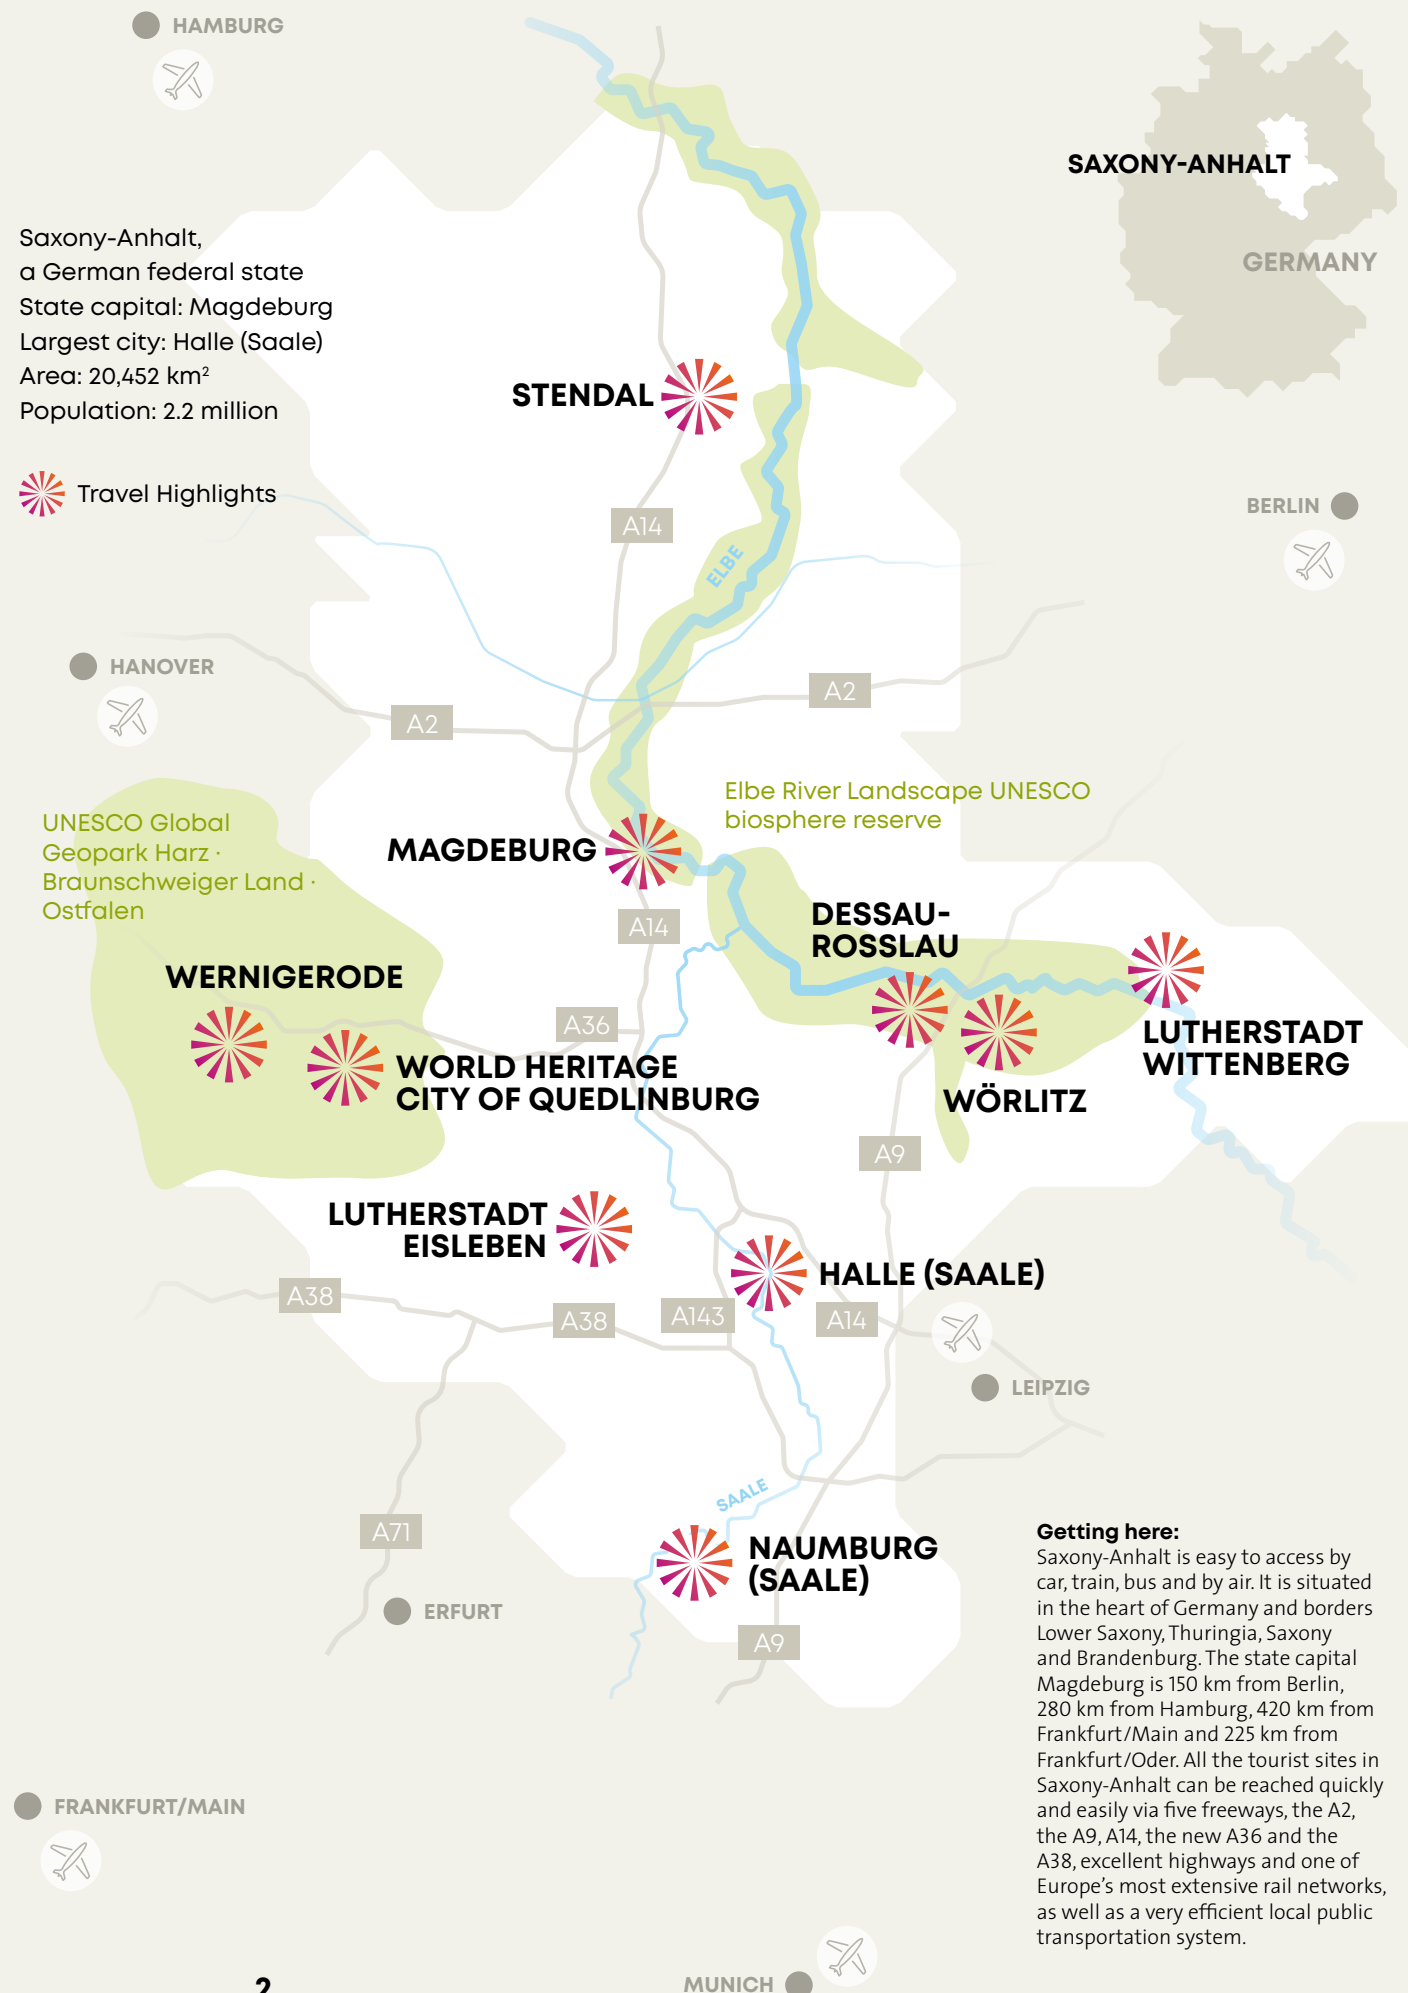 HAMBURG
SAXONY-ANHALT
GERMANY
Saxony-Anhalt,
a German federal state
State capital: Magdeburg
Largest city: Halle (Saale)
Area: 20,452 km²
Population: 2.2 million
Travel Highlights
STENDAL
A14
ELBE
BERLIN
HANOVER
A2
A2
UNESCO Global
Geopark Harz ·
Braunschweiger Land ·
Ostfalen
Elbe River Landscape UNESCO
biosphere reserve
MAGDEBURG
A14
DESSAU-
ROSSLAU
WERNIGERODE
A36
WORLD HERITAGE
CITY OF QUEDLINBURG
LUTHERSTADT
WITTENBERG
WÖRLITZ
A9
LUTHERSTADT
EISLEBEN
HALLE (SAALE)
A38
A38
A143
A14
LEIPZIG
SAALE
A71
NAUMBURG
(SAALE)
ERFURT
A9
Getting here:
Saxony-Anhalt is easy to access by
car, train, bus and by air. It is situated
in the heart of Germany and borders
Lower Saxony, Thuringia, Saxony
and Brandenburg. The state capital
Magdeburg is 150 km from Berlin,
280 km from Hamburg, 420 km from
Frankfurt/Main and 225 km from
Frankfurt/Oder. All the tourist sites in
Saxony-Anhalt can be reached quickly
and easily via five freeways, the A2,
the A9, A14, the new A36 and the
A38, excellent highways and one of
Europe's most extensive rail networks,
as well as a very efficient local public
transportation system.
FRANKFURT/MAIN
MUNICH
2